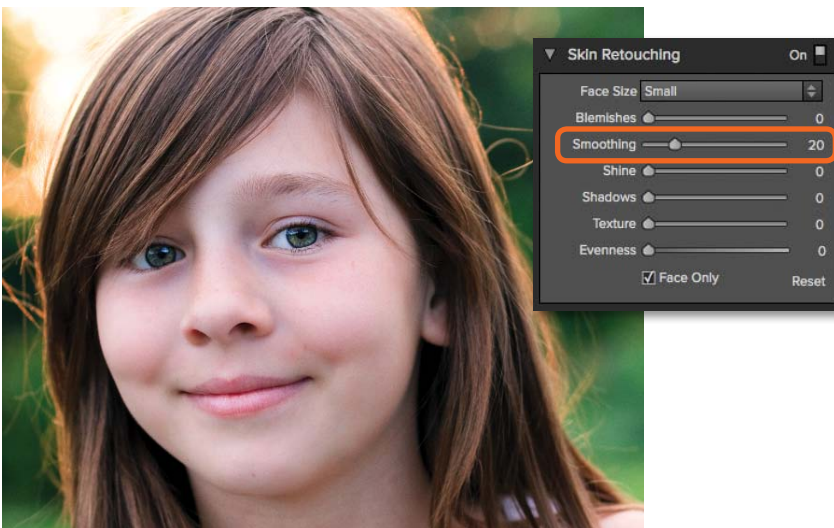 Skin Retouching On
Face Size Small
Blemishes 0
Smoothing 20
Shine 0
Shadows 0
Texture 0
Evenness 0
Face Only Reset